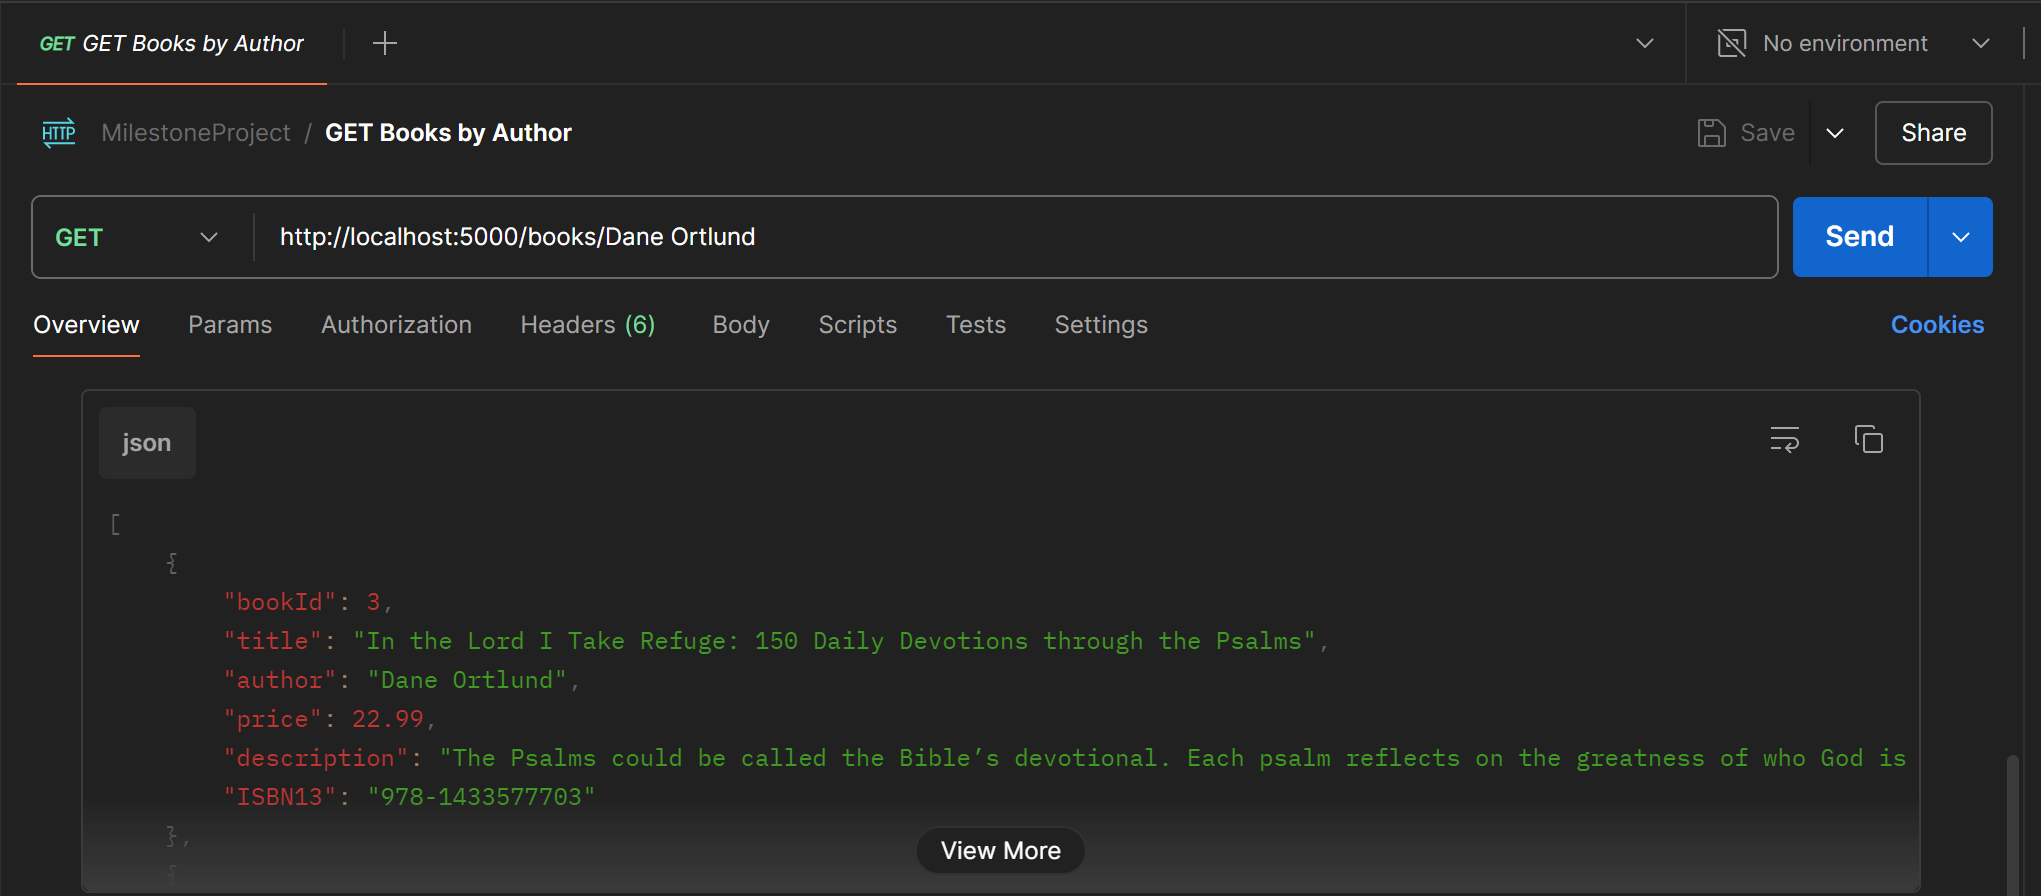 GET GET Books by Author
No environment
HTTP MilestoneProject / GET Books by Author
Save
Share
GET http://localhost:5000/books/Dane Ortlund
Send
Overview Params Authorization Headers (6) Body Scripts Tests Settings Cookies
json
[
{
"bookId": 3,
"title": "In the Lord I Take Refuge: 150 Daily Devotions through the Psalms",
"author": "Dane Ortlund",
"price": 22.99,
"description": "The Psalms could be called the Bible’s devotional. Each psalm reflects on the greatness of who God is
"ISBN13": "978-1433577703"
},
{
View More